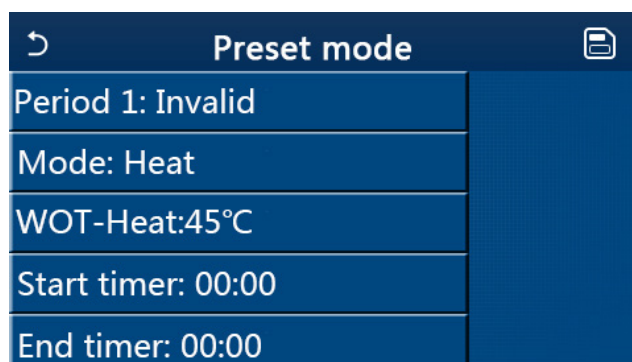 Preset mode
Period 1: Invalid
Mode: Heat
WOT-Heat:45℃
Start timer: 00:00
End timer: 00:00